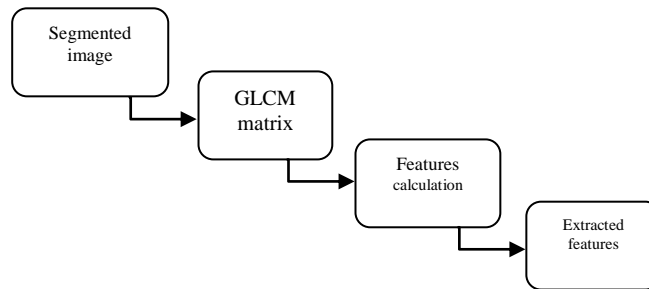 Segmented
image
GLCM
matrix
Features
calculation
Extracted
features